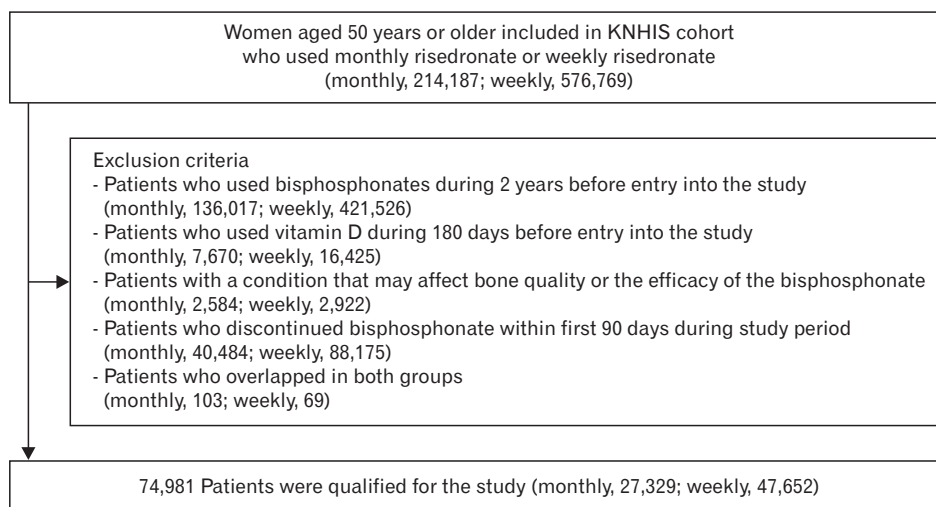 Women aged 50 years or older included in KNHIS cohort
who used monthly risedronate or weekly risedronate
(monthly, 214,187; weekly, 576,769)
Exclusion criteria
- Patients who used bisphosphonates during 2 years before entry into the study
(monthly, 136,017; weekly, 421,526)
- Patients who used vitamin D during 180 days before entry into the study
(monthly, 7,670; weekly, 16,425)
- Patients with a condition that may affect bone quality or the efficacy of the bisphosphonate
(monthly, 2,584; weekly, 2,922)
- Patients who discontinued bisphosphonate within first 90 days during study period
(monthly, 40,484; weekly, 88,175)
- Patients who overlapped in both groups
(monthly, 103; weekly, 69)
74,981 Patients were qualified for the study (monthly, 27,329; weekly, 47,652)